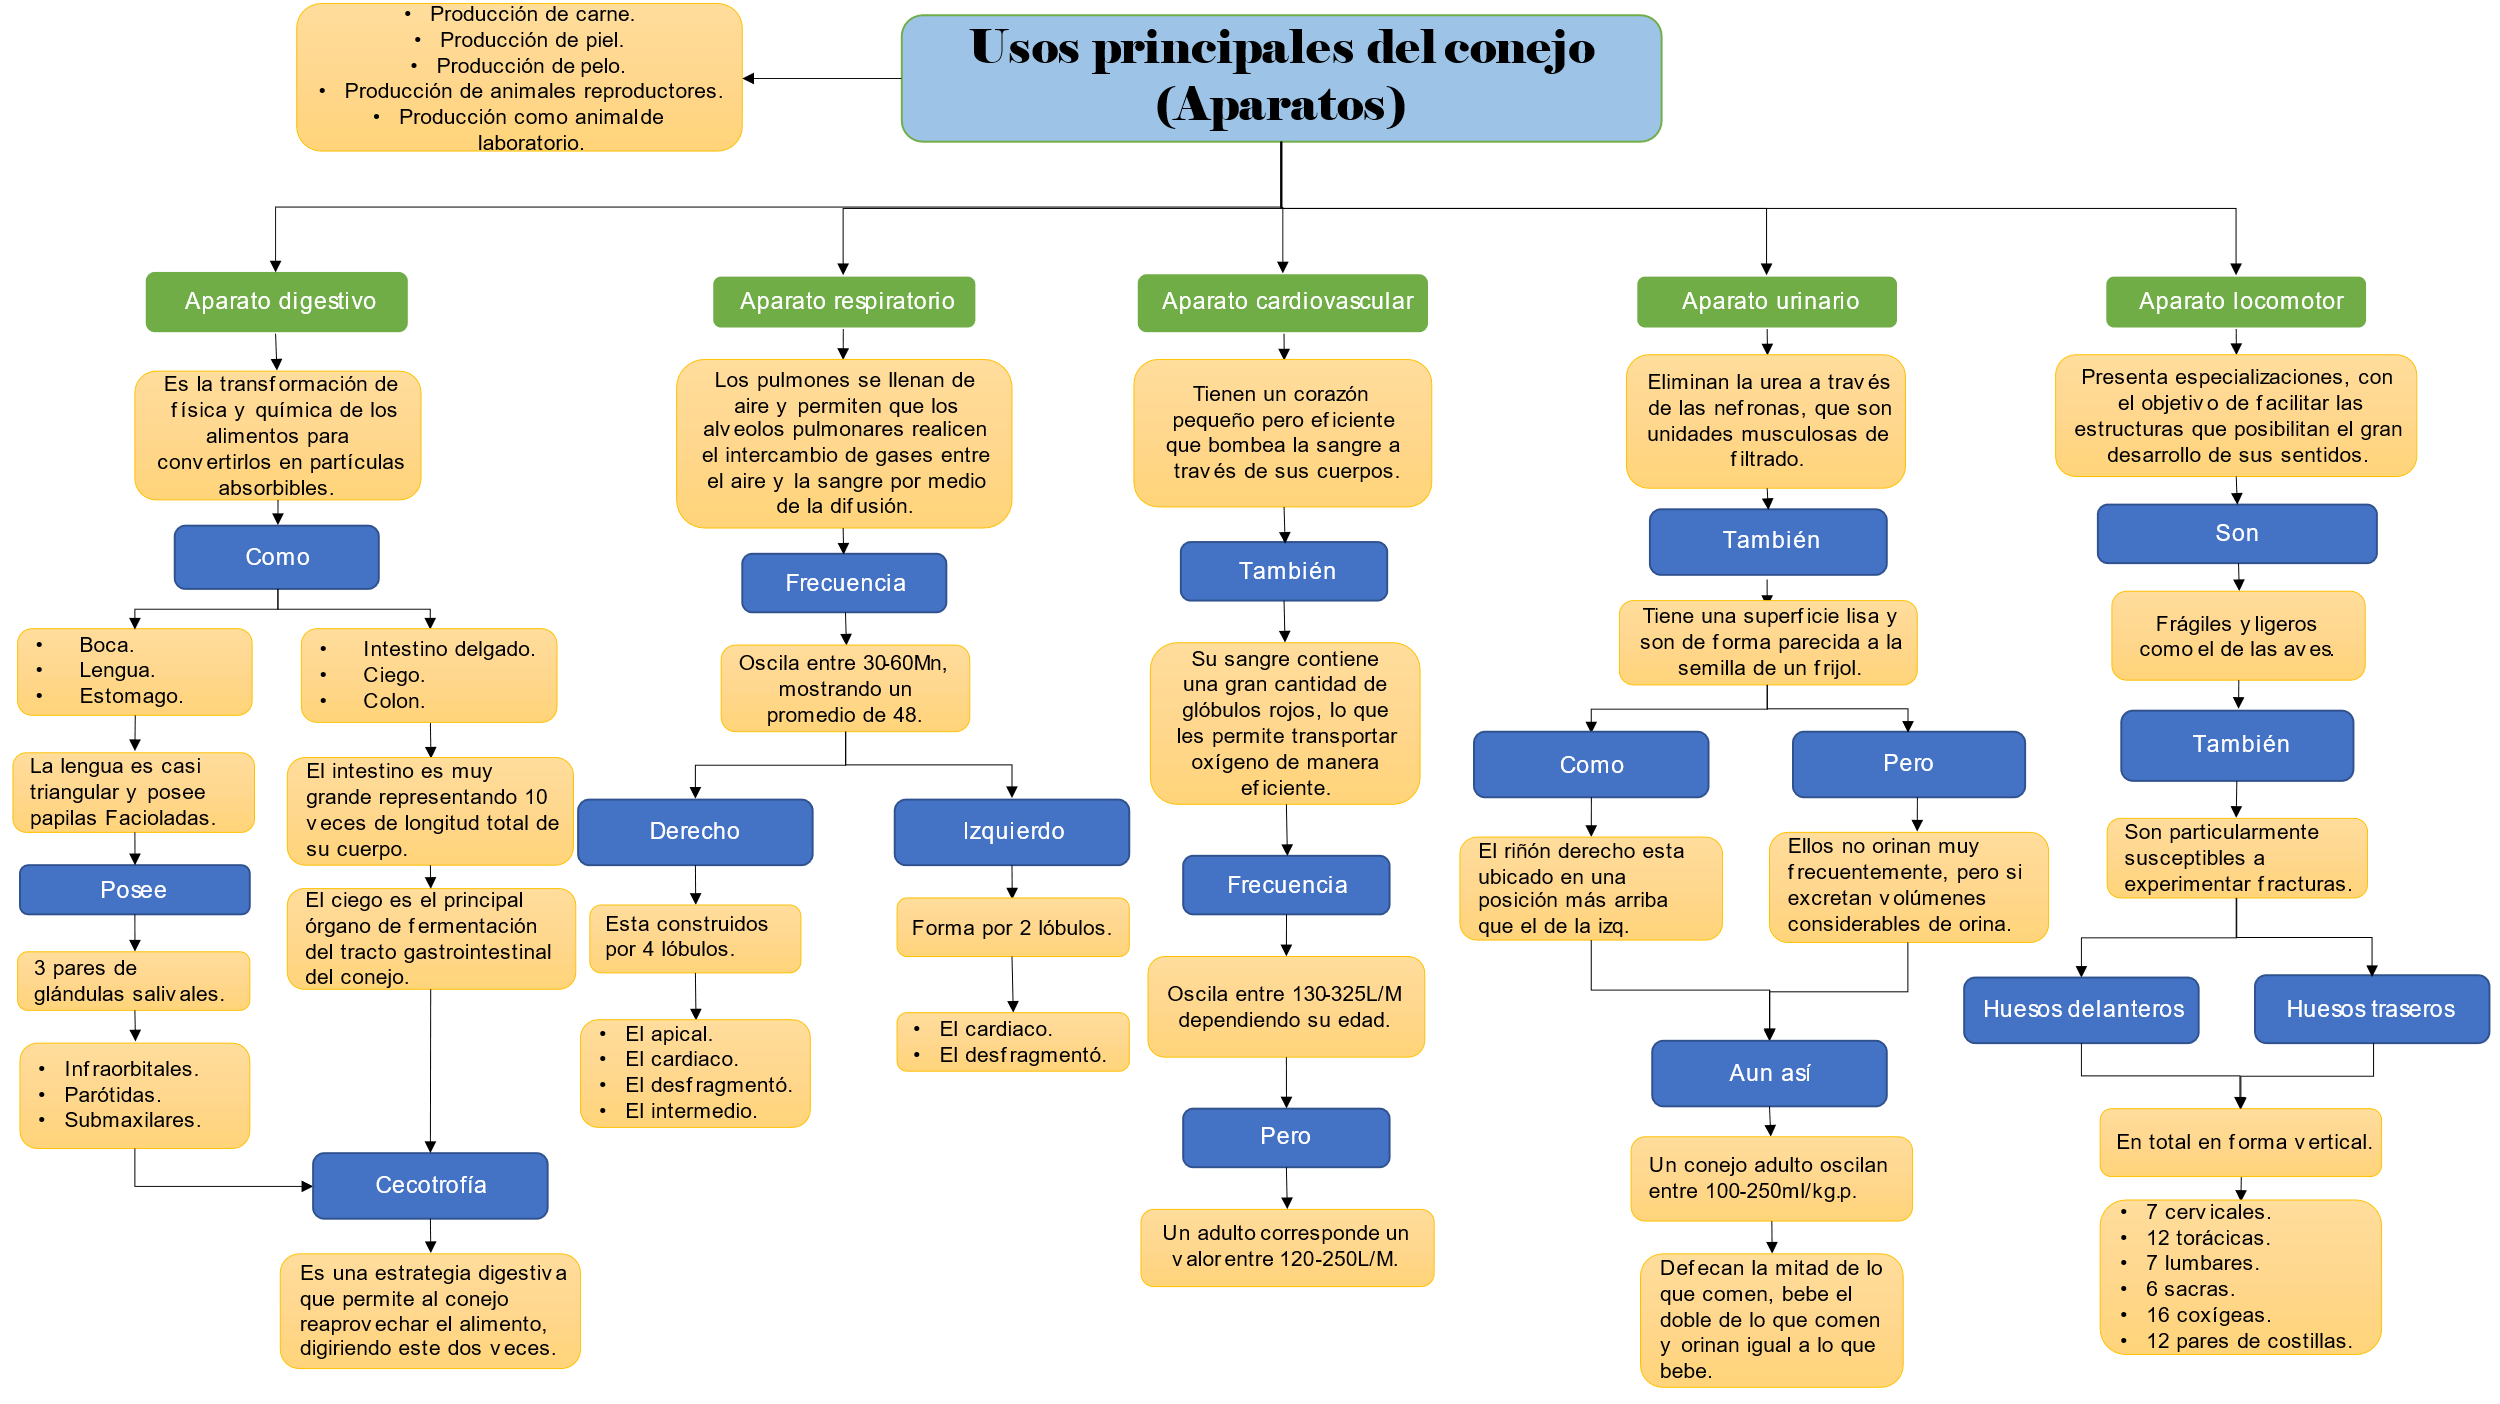 • Producción de carne.
• Producción de piel.
• Producción de pelo.
• Producción de animales reproductores.
• Producción como animal de
laboratorio.
Usos principales del conejo
(Aparatos)
Aparato digestivo
Es la transformación de
física y química de los
alimentos para
convertirlos en partículas
absorbibles.
Como
• Boca.
• Lengua.
• Estomago.
La lengua es casi
triangular y posee
papilas Facioladas.
Posee
3 pares de
glándulas salivales.
• Infraorbitales.
• Parótidas.
• Submaxilares.
• Intestino delgado.
• Ciego.
• Colon.
El intestino es muy
grande representando 10
veces de longitud total de
su cuerpo.
El ciego es el principal
órgano de fermentación
del tracto gastrointestinal
del conejo.
Cecotrofía
Es una estrategia digestiva
que permite al conejo
reaprovechar el alimento,
digiriendo este dos veces.
Aparato respiratorio
Los pulmones se llenan de
aire y permiten que los
alveolos pulmonares realicen
el intercambio de gases entre
el aire y la sangre por medio
de la difusión.
Frecuencia
Oscila entre 30-60Mn,
mostrando un
promedio de 48.
Derecho
Esta construidos
por 4 lóbulos.
• El apical.
• El cardiaco.
• El desfragmentó.
• El intermedio.
Izquierdo
Forma por 2 lóbulos.
• El cardiaco.
• El desfragmentó.
Aparato cardiovascular
Tienen un corazón
pequeño pero eficiente
que bombea la sangre a
través de sus cuerpos.
También
Su sangre contiene
una gran cantidad de
glóbulos rojos, lo que
les permite transportar
oxígeno de manera
eficiente.
Frecuencia
Oscila entre 130-325L/M
dependiendo su edad.
Pero
Un adulto corresponde un
valor entre 120-250L/M.
Aparato urinario
Eliminan la urea a través
de las nefronas, que son
unidades musculosas de
filtrado.
También
Tiene una superficie lisa y
son de forma parecida a la
semilla de un frijol.
Como
El riñón derecho esta
ubicado en una
posición más arriba
que el de la izq.
Pero
Ellos no orinan muy
frecuentemente, pero si
excretan volúmenes
considerables de orina.
Aun así
Un conejo adulto oscilan
entre 100-250ml/kg.p.
Defecan la mitad de lo
que comen, bebe el
doble de lo que comen
y orinan igual a lo que
bebe.
Aparato locomotor
Presenta especializaciones, con
el objetivo de facilitar las
estructuras que posibilitan el gran
desarrollo de sus sentidos.
Son
Frágiles y ligeros
como el de las aves.
También
Son particularmente
susceptibles a
experimentar fracturas.
Huesos delanteros
Huesos traseros
En total en forma vertical.
• 7 cervicales.
• 12 torácicas.
• 7 lumbares.
• 6 sacras.
• 16 coxígeas.
• 12 pares de costillas.